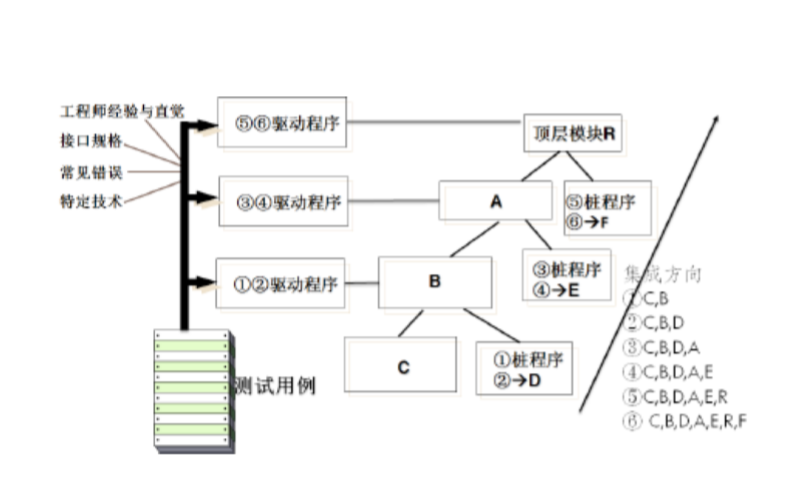 工程师经验与直觉
接口规格
常见错误
特定技术
⑤⑥驱动程序
顶层模块R
③④驱动程序
A
⑤桩程序
⑥→F
①②驱动程序
B
③桩程序
④→E
C
①桩程序
②→D
测试用例
集成方向
①C,B
②C,B,D
③C,B,D,A
④C,B,D,A,E
⑤C,B,D,A,E,R
⑥ C,B,D,A,E,R,F